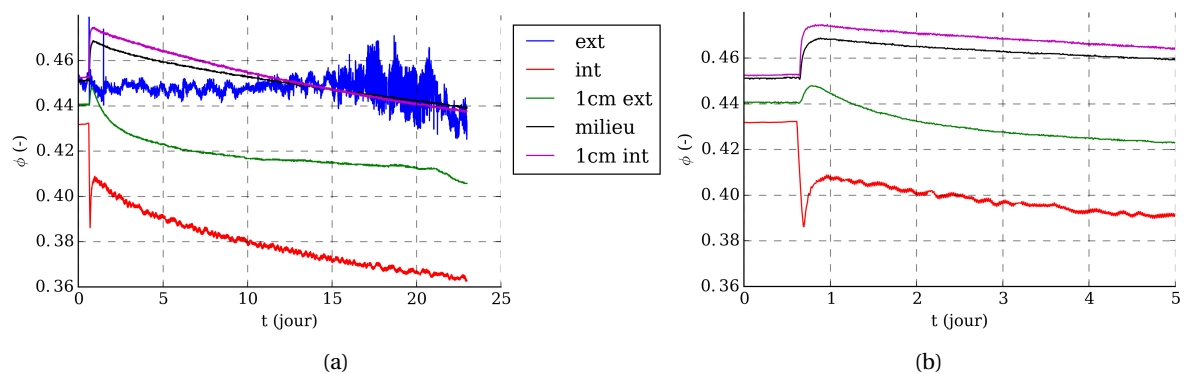 0.46
0.44
0.42
0.40
0.38
0.36
ϕ (-)
0
5
10
15
20
25
t (jour)
(a)
ext
int
1cm ext
milieu
1cm int
0.46
0.44
0.42
0.40
0.38
0.36
ϕ (-)
0
1
2
3
4
5
t (jour)
(b)